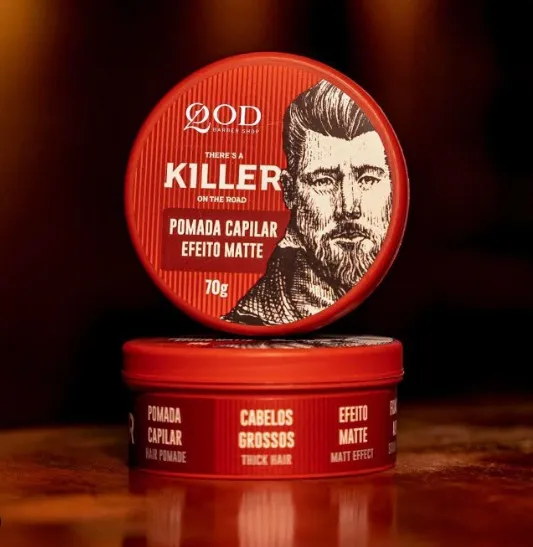 QOD
BARBER SHOP
THERE'S A
K1LLER
ON THE ROAD
POMADA CAPILAR
EFEITO MATTE
70g
POMADA
CAPILAR
HAIR POMADE
CABELOS
GROSSOS
THICK HAIR
EFEITO
MATTE
MATT EFFECT